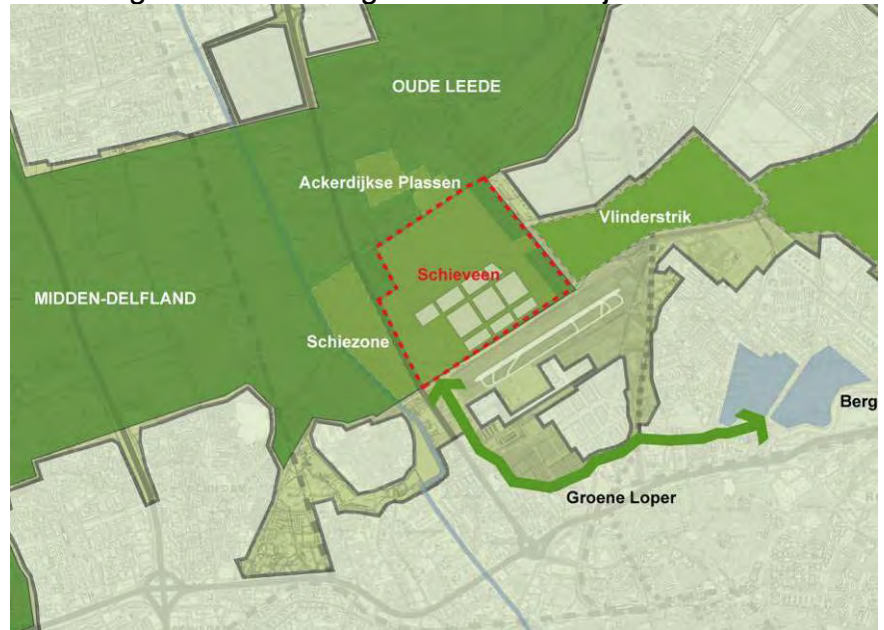 OUDE LEEDE
Ackerdijkse Plassen
Vlinderstrik
Schieveen
MIDDEN-DELFLAND
Schiezone
Berg
Groene Loper